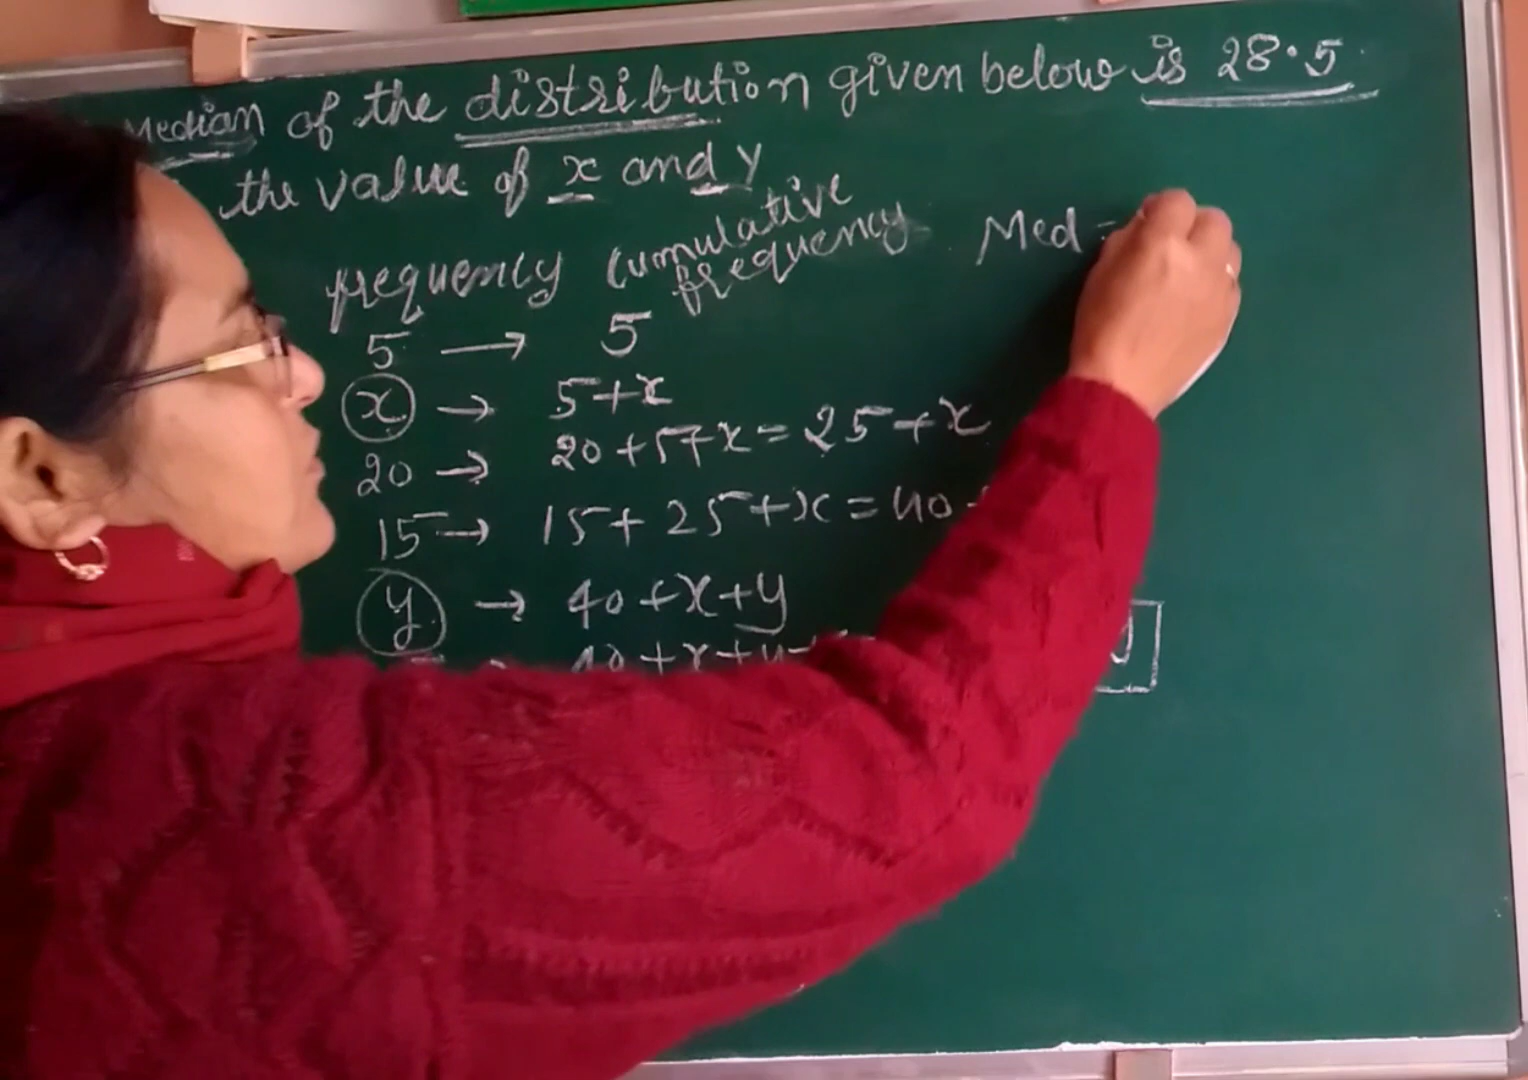 Median of the distribution given below is 28.5
the value of x and y
frequency cumulative frequency Med =
5 → 5
x → 5+x
20 → 20+5+x=25+x
15 → 15+25+x=40+
y → 40+x+y
40+x+y+
y